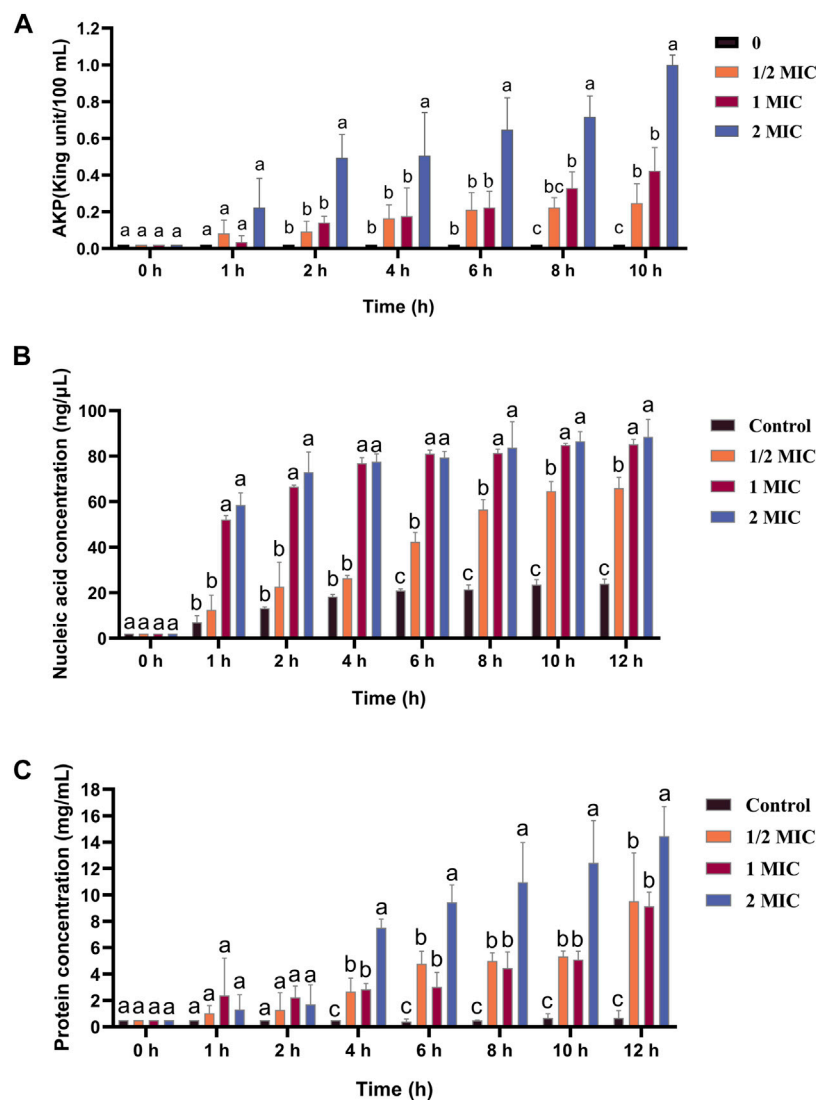 A
AKP(King unit/100 mL)
1.2
1.0
0.8
0.6
0.4
0.2
0.0
a a a a
a a a a
b b b a
b b b a
b b b a
c bc b a
c b b a
0 h 1 h 2 h 4 h 6 h 8 h 10 h
Time (h)
0
1/2 MIC
1 MIC
2 MIC
B
Nucleic acid concentration (ng/μL)
100
80
60
40
20
0
a a a a
b b a a
b b a a
b b a a
c b a a
c b a a
c b a a
c b a a
0 h 1 h 2 h 4 h 6 h 8 h 10 h 12 h
Time (h)
Control
1/2 MIC
1 MIC
2 MIC
C
Protein concentration (mg/mL)
18
16
14
12
10
8
6
4
2
0
a a a a
a a a a
a a a a
c b b a
c b b a
c b b a
c b b a
c b b a
0 h 1 h 2 h 4 h 6 h 8 h 10 h 12 h
Time (h)
Control
1/2 MIC
1 MIC
2 MIC